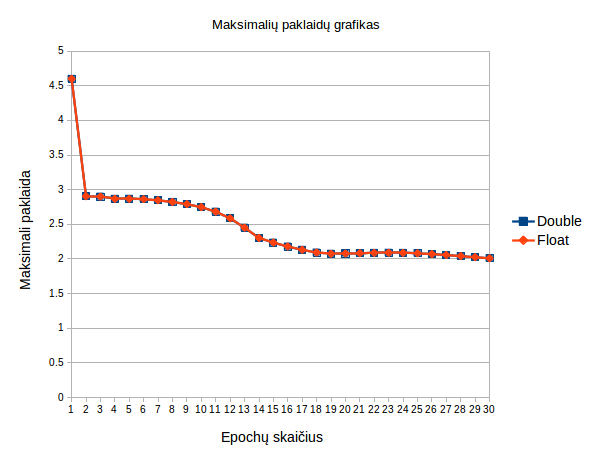 Maksimalių paklaidų grafikas
5
4.5
4
3.5
3
2.5
2
1.5
1
0.5
0
Maksimali paklaida
1 2 3 4 5 6 7 8 9 10 11 12 13 14 15 16 17 18 19 20 21 22 23 24 25 26 27 28 29 30
Epochų skaičius
Double
Float